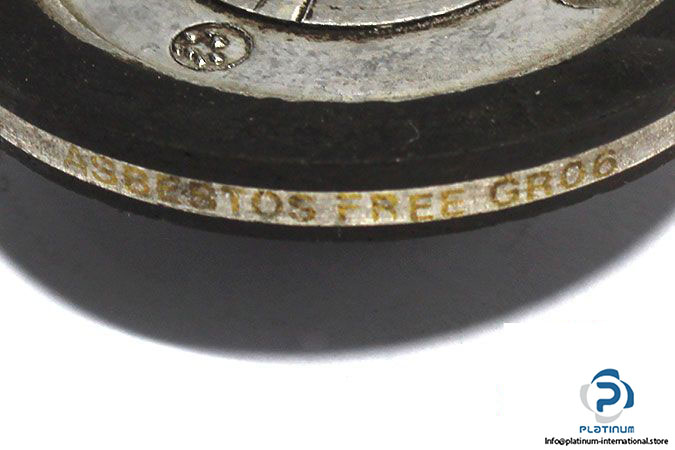 ASBESTOS FREE GR06
PLATINUM
Info@platinum-international.store